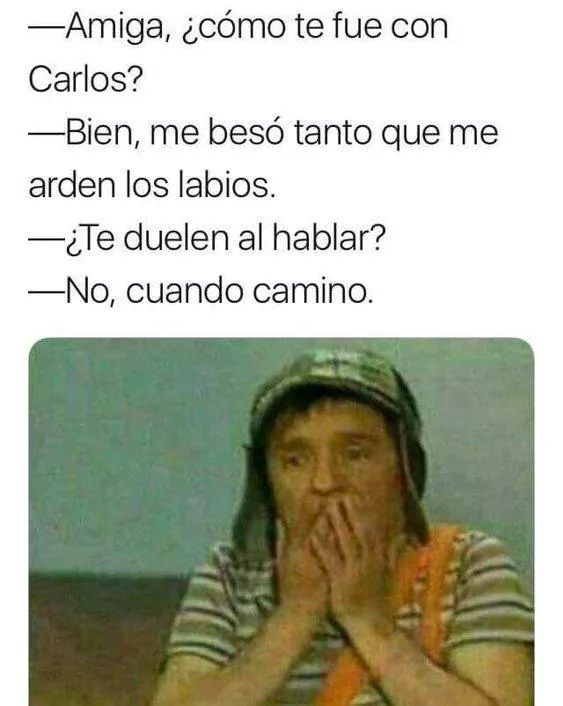 —Amiga, ¿cómo te fue con
Carlos?
—Bien, me besó tanto que me
arden los labios.
—¿Te duelen al hablar?
—No, cuando camino.